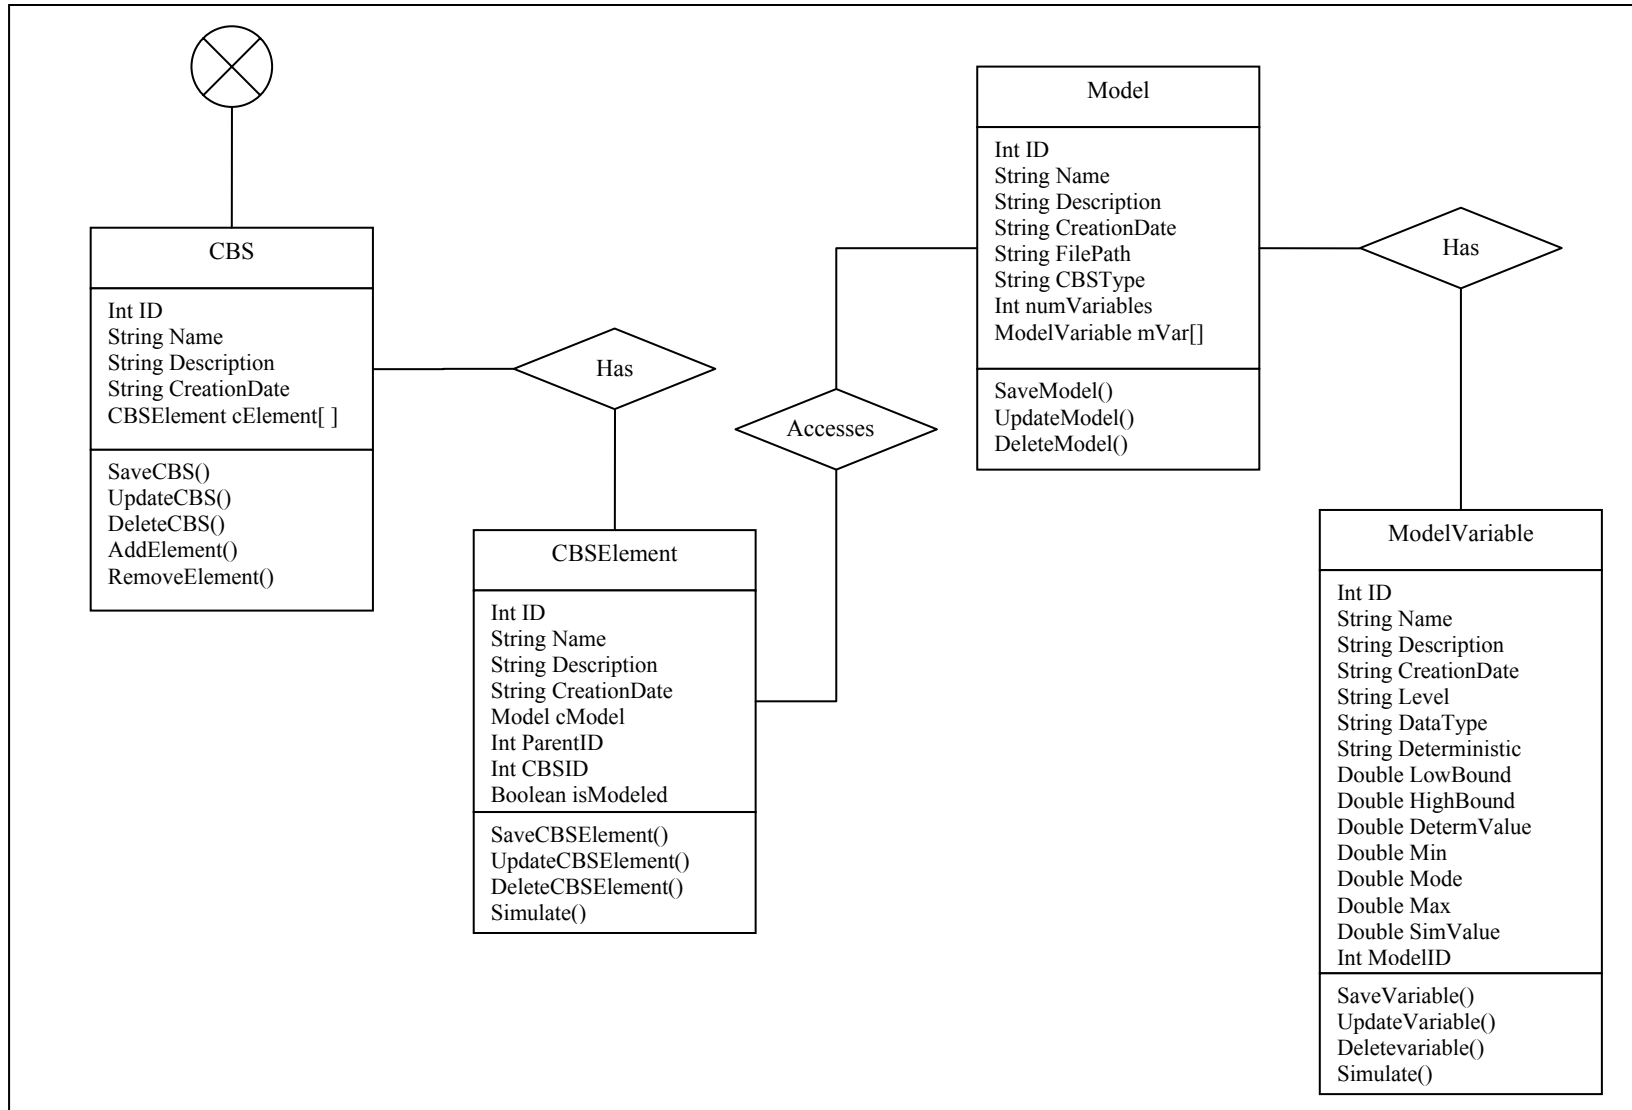 CBS
Int ID
String Name
String Description
String CreationDate
CBSElement cElement[ ]
SaveCBS()
UpdateCBS()
DeleteCBS()
AddElement()
RemoveElement()
Has
CBSElement
Int ID
String Name
String Description
String CreationDate
Model cModel
Int ParentID
Int CBSID
Boolean isModeled
SaveCBSElement()
UpdateCBSElement()
DeleteCBSElement()
Simulate()
Accesses
Model
Int ID
String Name
String Description
String CreationDate
String FilePath
String CBSType
Int numVariables
ModelVariable mVar[]
SaveModel()
UpdateModel()
DeleteModel()
Has
ModelVariable
Int ID
String Name
String Description
String CreationDate
String Level
String DataType
String Deterministic
Double LowBound
Double HighBound
Double DetermValue
Double Min
Double Mode
Double Max
Double SimValue
Int ModelID
SaveVariable()
UpdateVariable()
Deletevariable()
Simulate()